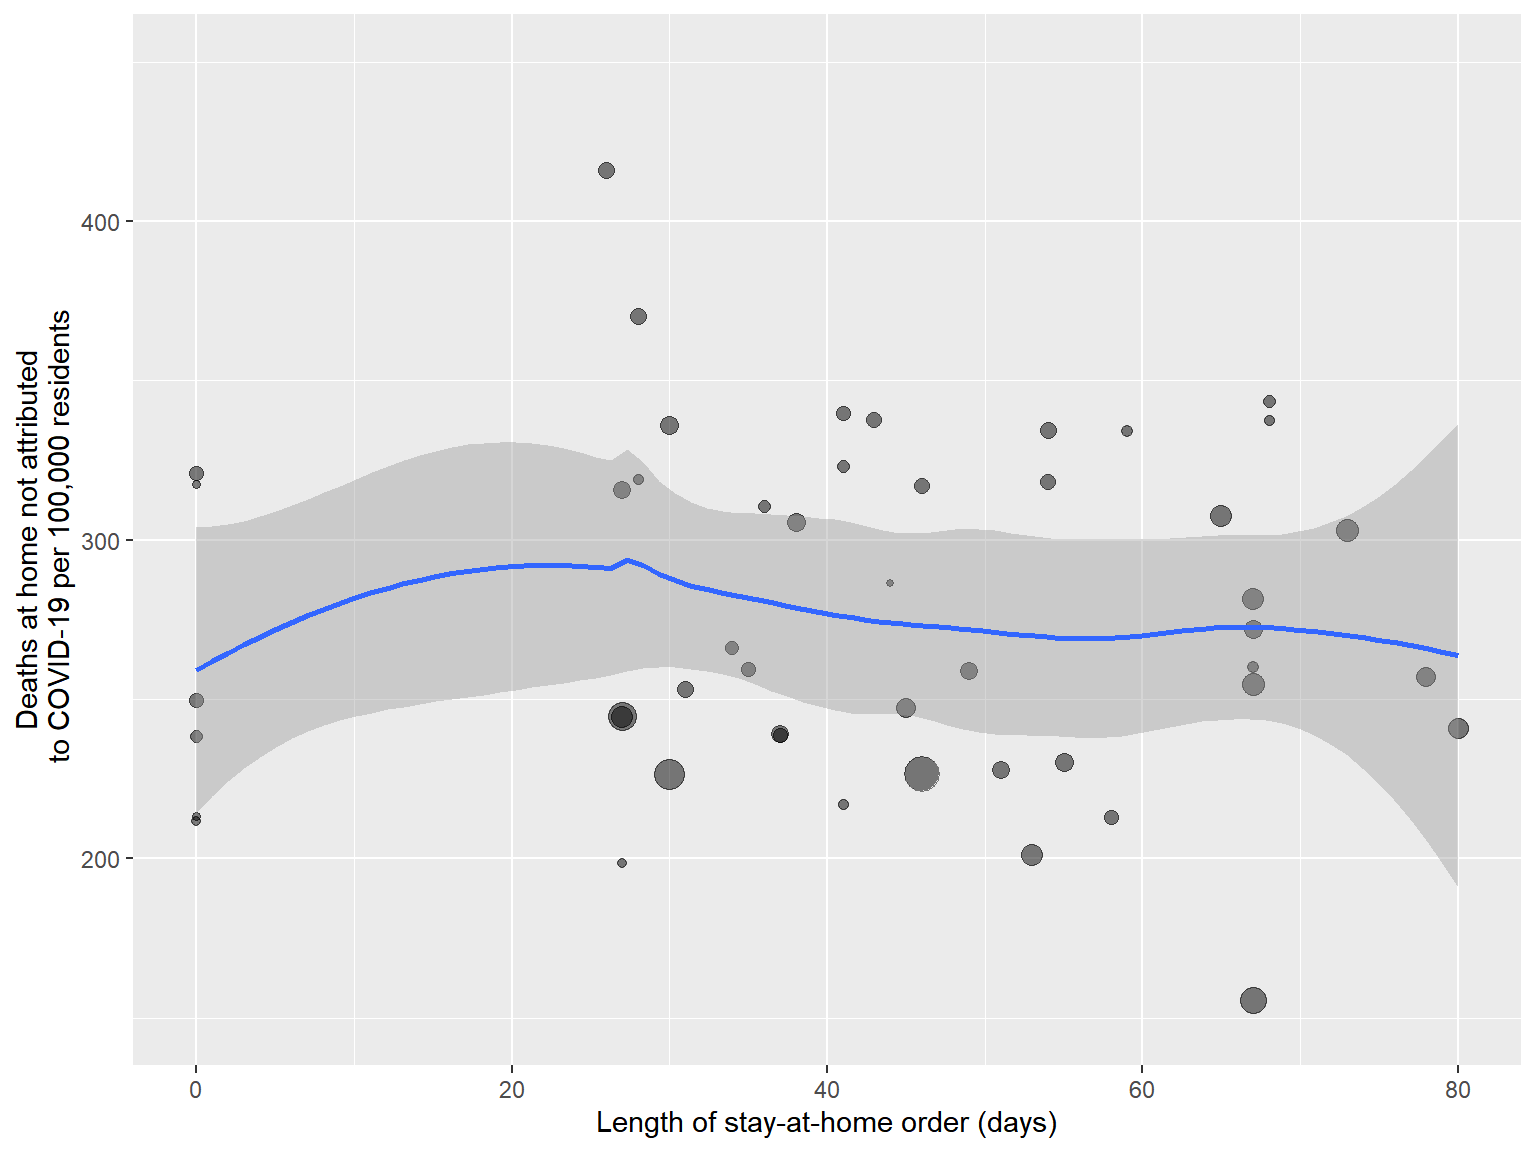 Deaths at home not attributed
to COVID-19 per 100,000 residents
400
300
200
0 20 40 60 80
Length of stay-at-home order (days)